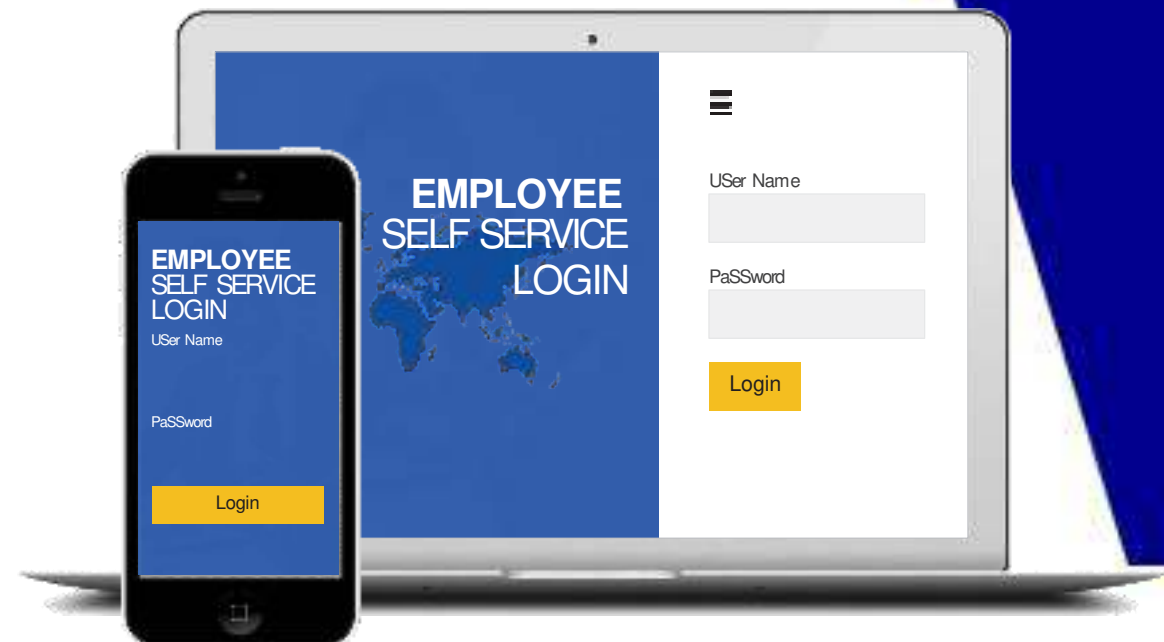 EMPLOYEE
SELF SERVICE
LOGIN
USer Name
PaSSword
Login
EMPLOYEE
SELF SERVICE
LOGIN
USer Name
PaSSword
Login